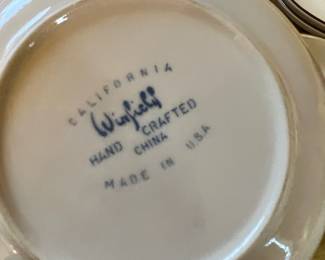 CALIFORNIA
Winfield
HAND CRAFTED
CHINA
MADE IN U.S.A